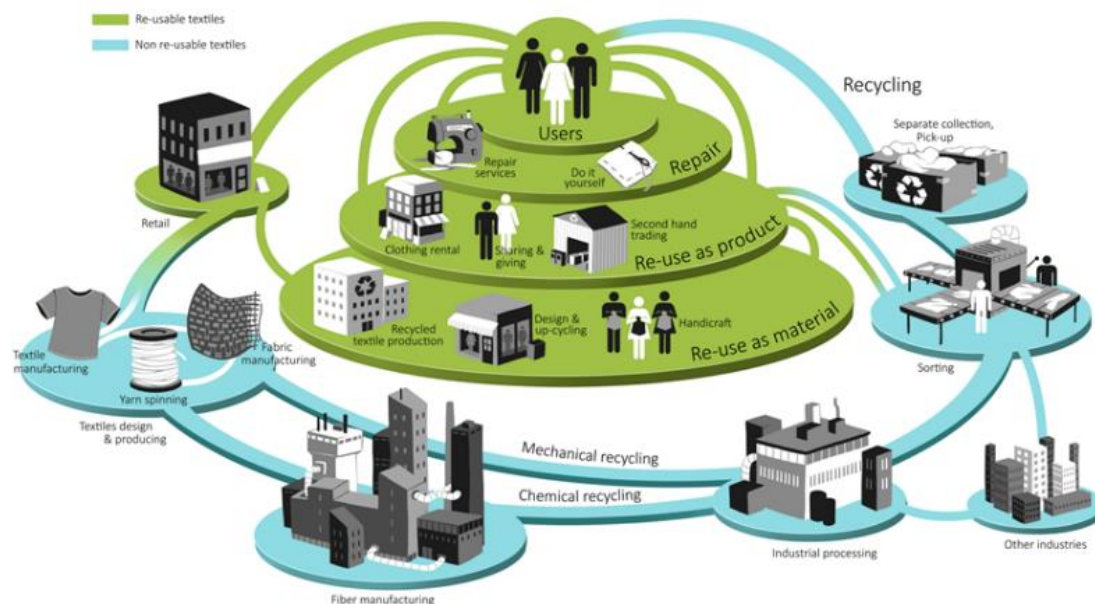 Re-usable textiles
Non re-usable textiles
Recycling
Separate collection,
Pick-up
Users
Repair
services
Do it
yourself
Repair
Retail
Clothing rental
Sharing &
giving
Second hand
trading
Re-use as product
Recycled
textile production
Design &
up-cycling
Handicraft
Re-use as material
Textile
manufacturing
Fabric
manufacturing
Yarn spinning
Textiles design
& producing
Sorting
Mechanical recycling
Chemical recycling
Industrial processing
Other industries
Fiber manufacturing